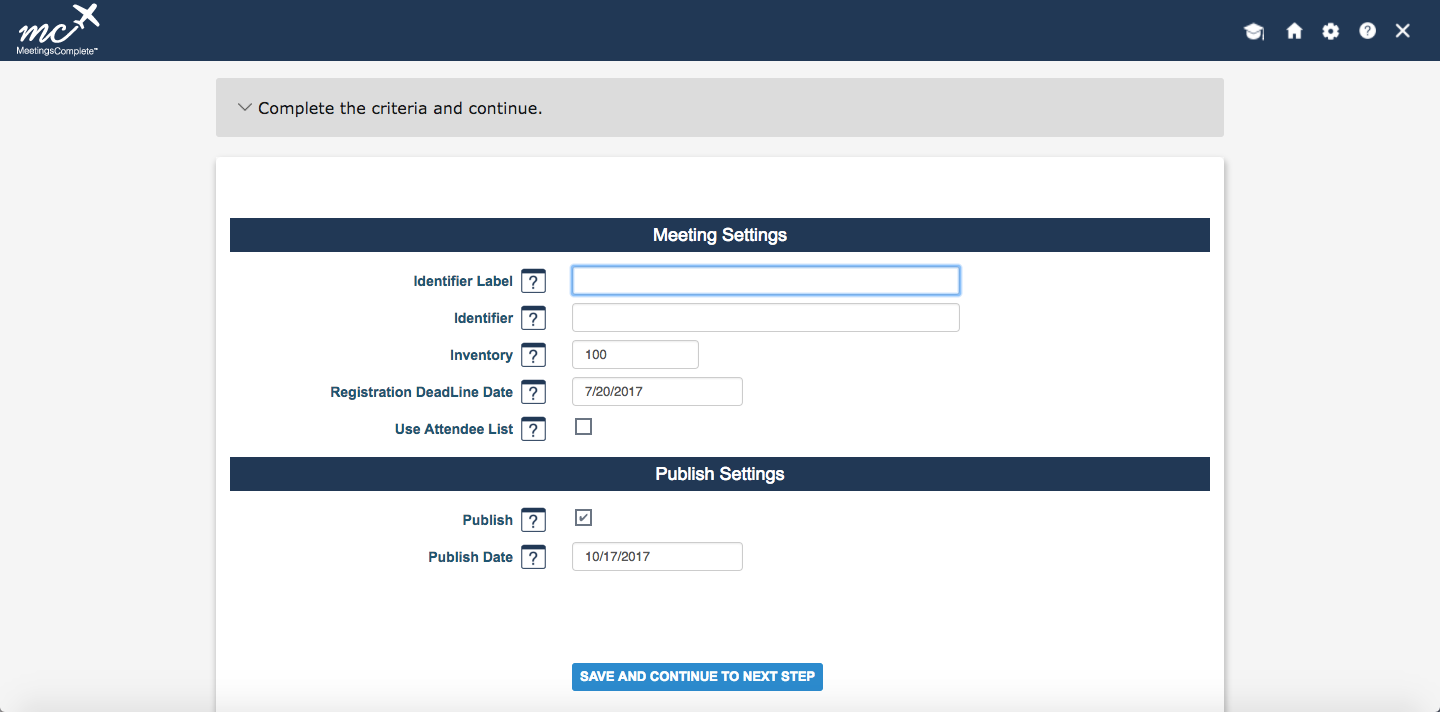 mc
MeetingsComplete™
Complete the criteria and continue.
Meeting Settings
Identifier Label ?
Identifier ?
Inventory ? 100
Registration DeadLine Date ? 7/20/2017
Use Attendee List ?
Publish Settings
Publish ?
Publish Date ? 10/17/2017
SAVE AND CONTINUE TO NEXT STEP